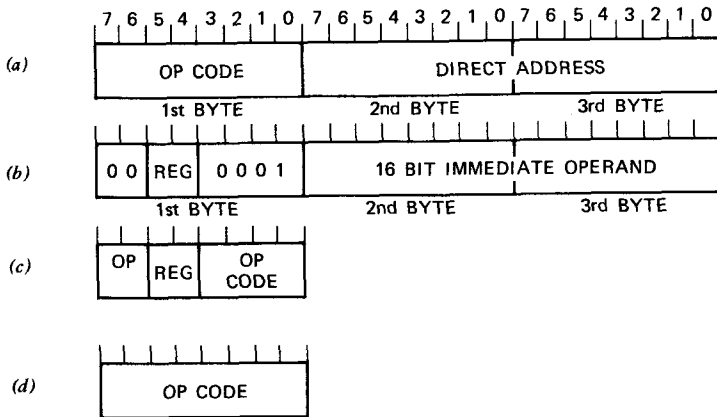 7 6 5 4 3 2 1 0 7 6 5 4 3 2 1 0 7 6 5 4 3 2 1 0
(a) OP CODE DIRECT ADDRESS
1st BYTE 2nd BYTE 3rd BYTE
(b) 0 0 REG 0 0 0 1 16 BIT IMMEDIATE OPERAND
1st BYTE 2nd BYTE 3rd BYTE
(c) OP REG OP
CODE
(d) OP CODE